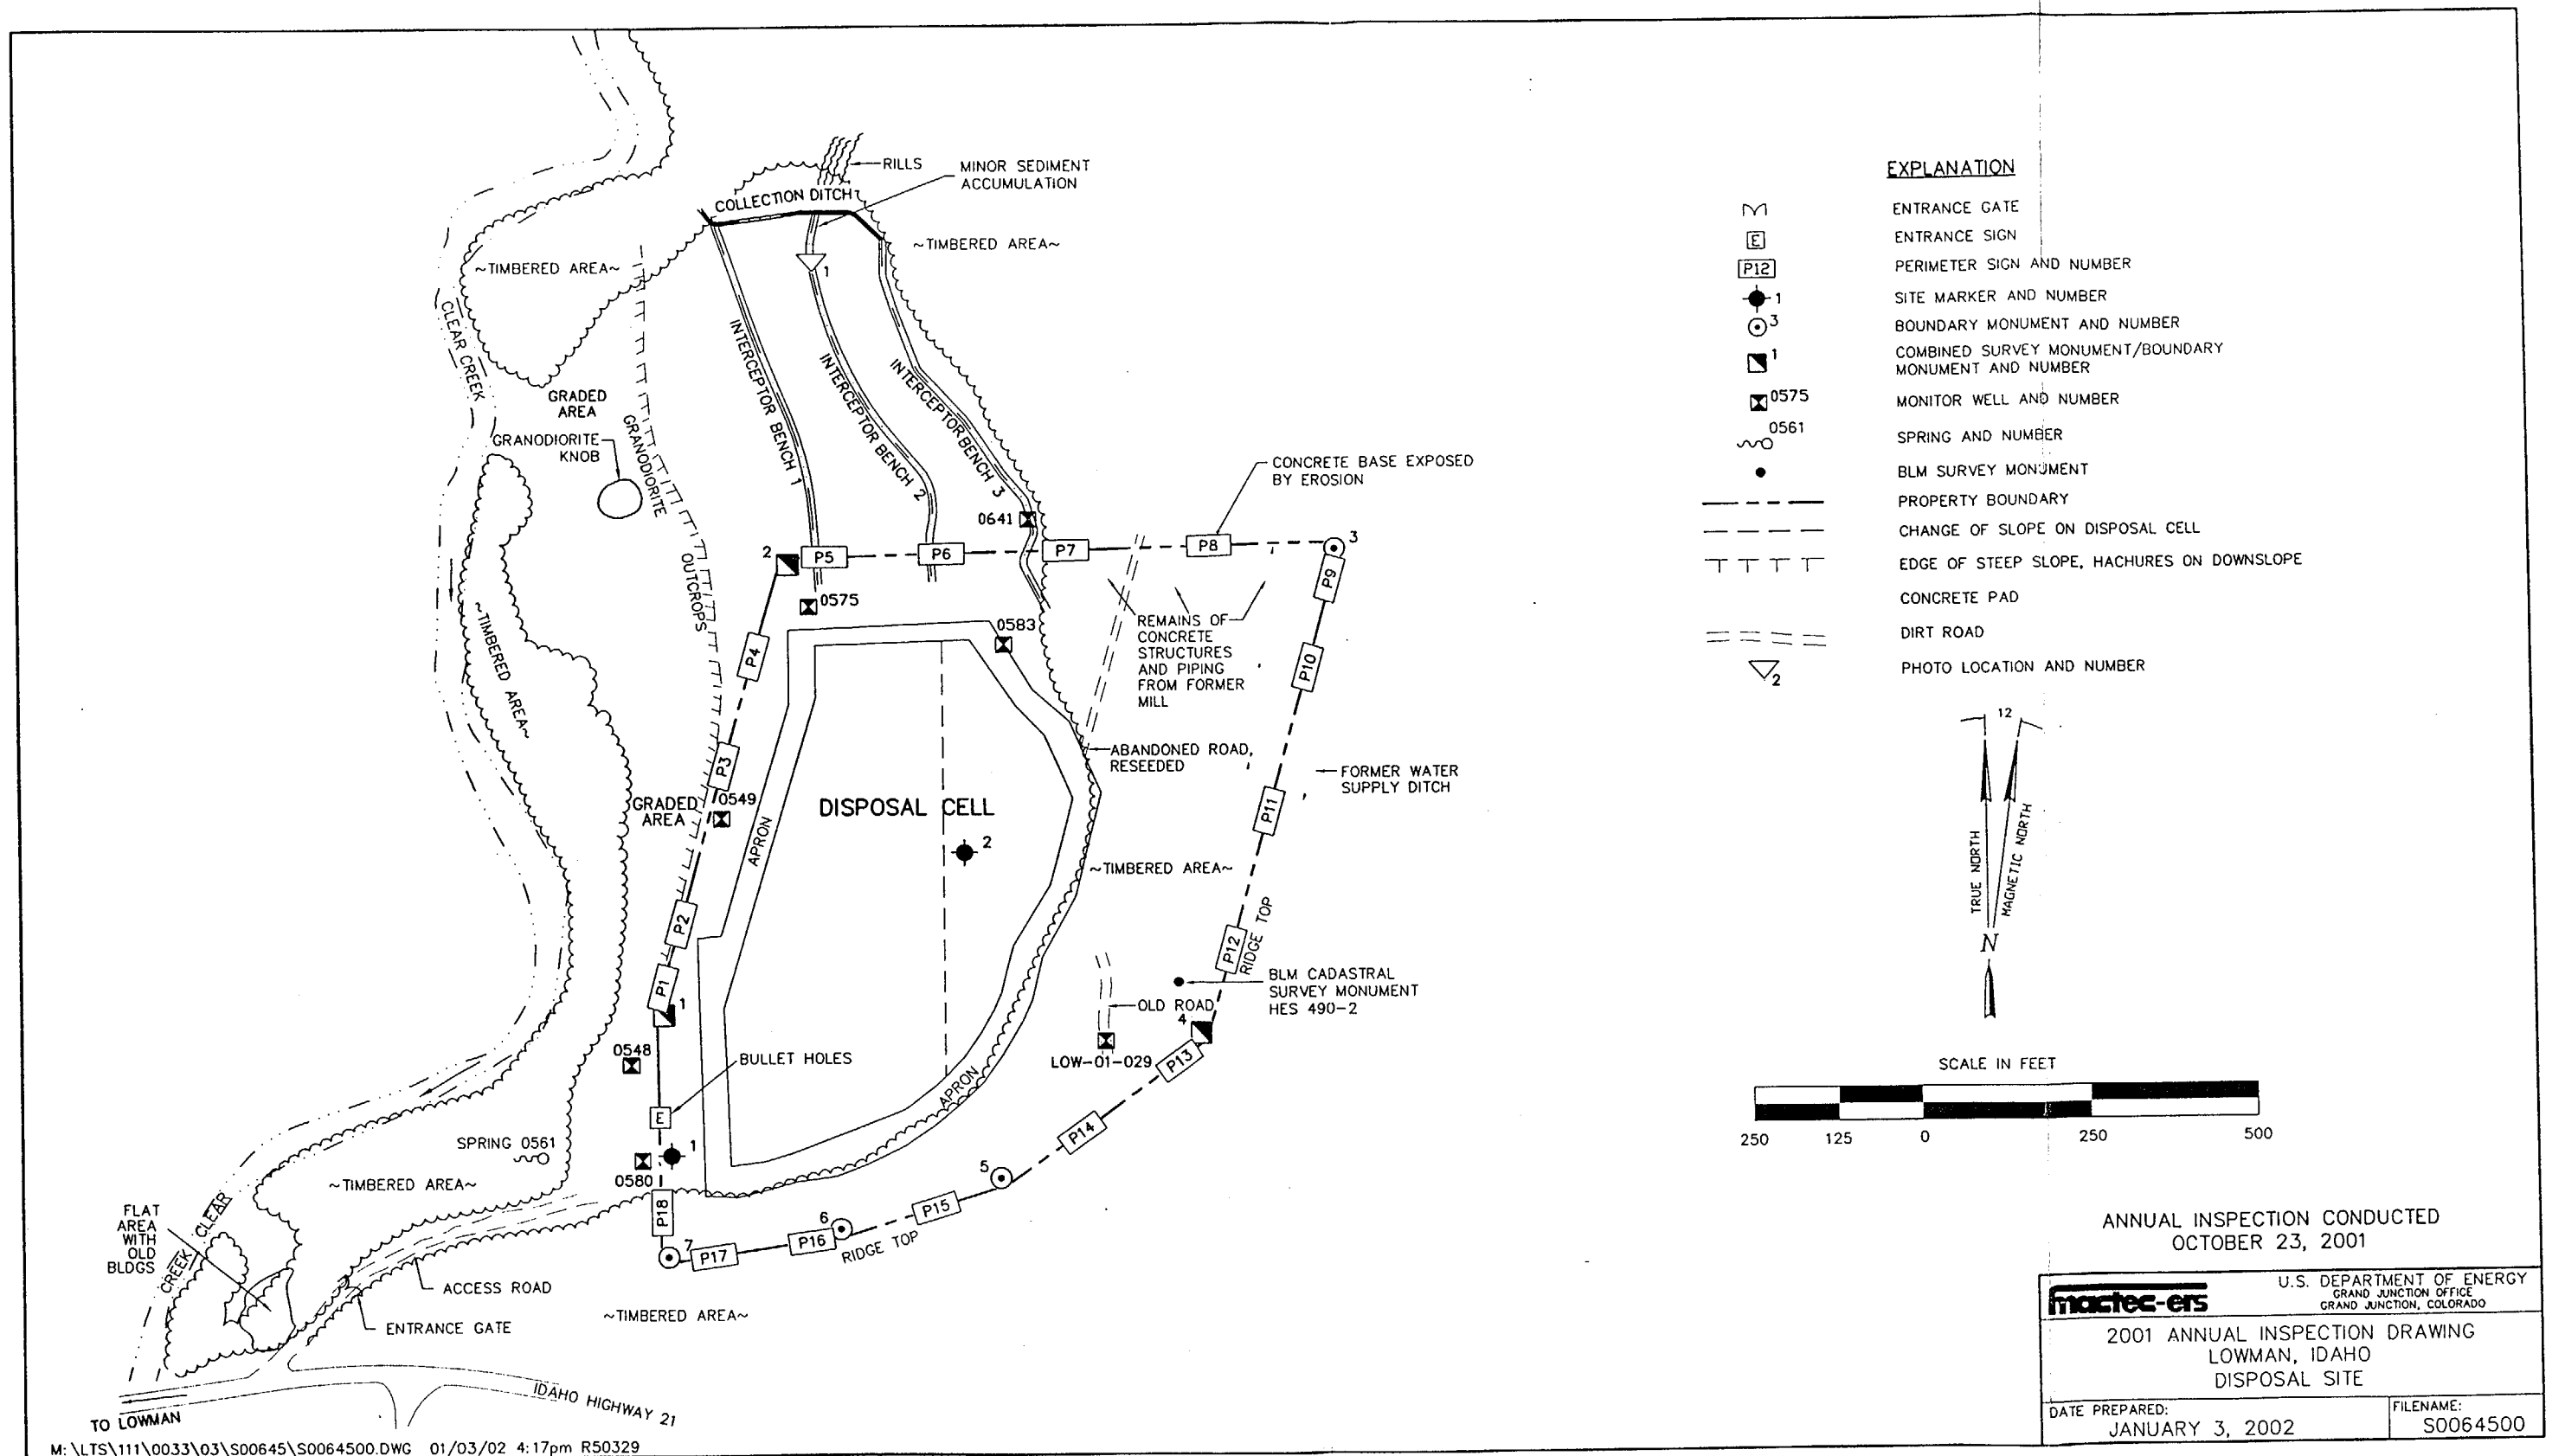 RILLS
MINOR SEDIMENT
ACCUMULATION
COLLECTION DITCH
~TIMBERED AREA~
~TIMBERED AREA~
1
CLEAR CREEK
INTERCEPTOR BENCH 1
INTERCEPTOR BENCH 2
INTERCEPTOR BENCH 3
GRADED
AREA
GRANODIORITE
KNOB
GRANODIORITE
OUTCROPS
CONCRETE BASE EXPOSED
BY EROSION
0641
2
P5
P6
P7
P8
3
P9
0575
0583
~TIMBERED AREA~
P4
REMAINS OF
CONCRETE
STRUCTURES
AND PIPING
FROM FORMER
MILL
P10
P3
ABANDONED ROAD,
RESEEDED
FORMER WATER
SUPPLY DITCH
GRADED
AREA
0549
DISPOSAL CELL
P11
APRON
2
~TIMBERED AREA~
P2
P12
RIDGE TOP
P1
1
BLM CADASTRAL
SURVEY MONUMENT
HES 490-2
OLD ROAD
4
0548
BULLET HOLES
LOW-01-029
P13
APRON
E
P14
SPRING 0561
1
0580
5
~TIMBERED AREA~
P18
P15
6
FLAT
AREA
WITH
OLD
BLDGS
CLEAR
CREEK
7
P17
P16
RIDGE TOP
ACCESS ROAD
~TIMBERED AREA~
ENTRANCE GATE
IDAHO HIGHWAY 21
TO LOWMAN
M:\LTS\111\0033\03\S00645\S0064500.DWG 01/03/02 4:17pm R50329
EXPLANATION
ENTRANCE GATE
E ENTRANCE SIGN
P12 PERIMETER SIGN AND NUMBER
1 SITE MARKER AND NUMBER
3 BOUNDARY MONUMENT AND NUMBER
1 COMBINED SURVEY MONUMENT/BOUNDARY
MONUMENT AND NUMBER
0575 MONITOR WELL AND NUMBER
0561 SPRING AND NUMBER
BLM SURVEY MONUMENT
PROPERTY BOUNDARY
CHANGE OF SLOPE ON DISPOSAL CELL
EDGE OF STEEP SLOPE, HACHURES ON DOWNSLOPE
CONCRETE PAD
DIRT ROAD
2 PHOTO LOCATION AND NUMBER
12
TRUE NORTH
MAGNETIC NORTH
N
SCALE IN FEET
250 125 0 250 500
ANNUAL INSPECTION CONDUCTED
OCTOBER 23, 2001
mactec-ers
U.S. DEPARTMENT OF ENERGY
GRAND JUNCTION OFFICE
GRAND JUNCTION, COLORADO
2001 ANNUAL INSPECTION DRAWING
LOWMAN, IDAHO
DISPOSAL SITE
DATE PREPARED:
JANUARY 3, 2002
FILENAME:
S0064500